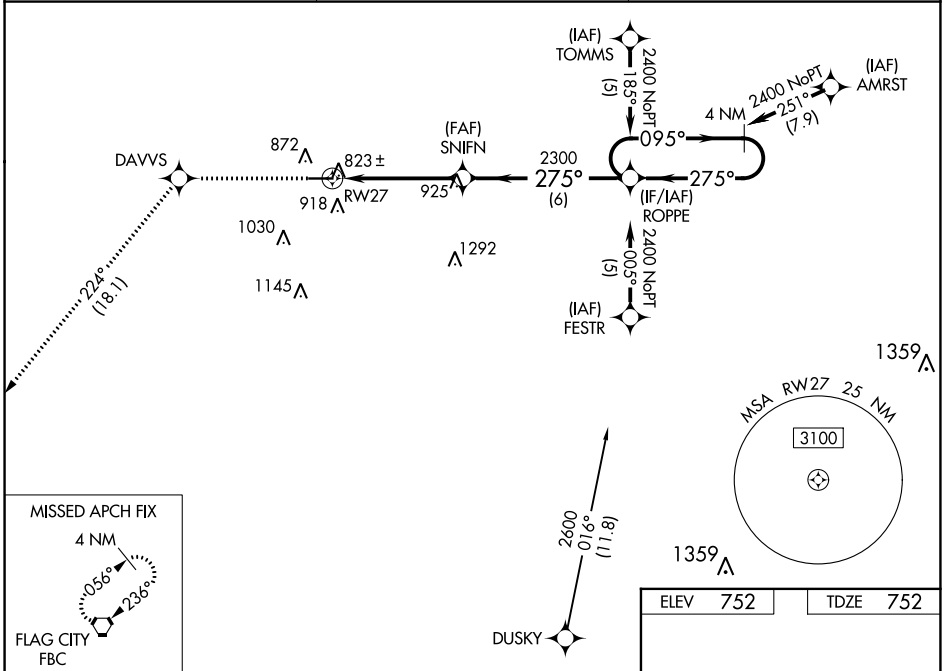 (IAF)
TOMMS
2400 NoPT
185°
(5)
(IAF)
AMRST
2400 NoPT
251°
(7.9)
4 NM
095°
275°
(IF/IAF)
ROPPE
(FAF)
SNIFN
2300
275°
(6)
DAVVS
872
823±
918
RW27
925
1030
1292
1145
224°
(18.1)
2400 NoPT
005°
(5)
(IAF)
FESTR
1359
MSA RW27 25 NM
3100
2600
016°
(11.8)
DUSKY
1359
MISSED APCH FIX
4 NM
056°
236°
FLAG CITY
FBC
ELEV 752
TDZE 752